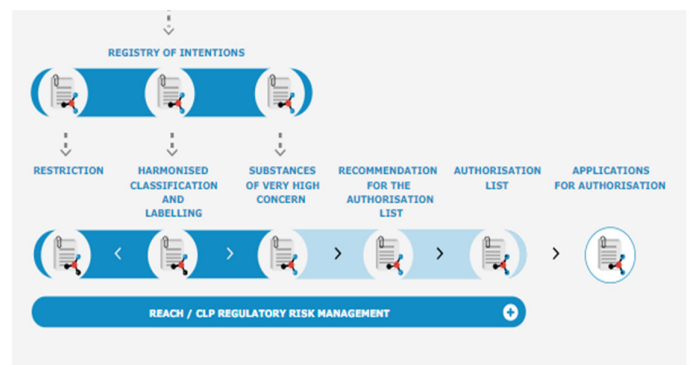 REGISTRY OF INTENTIONS
RESTRICTION
HARMONISED
CLASSIFICATION
AND
LABELLING
SUBSTANCES
OF VERY HIGH
CONCERN
RECOMMENDATION
FOR THE
AUTHORISATION
LIST
AUTHORISATION
LIST
APPLICATIONS
FOR AUTHORISATION
REACH / CLP REGULATORY RISK MANAGEMENT